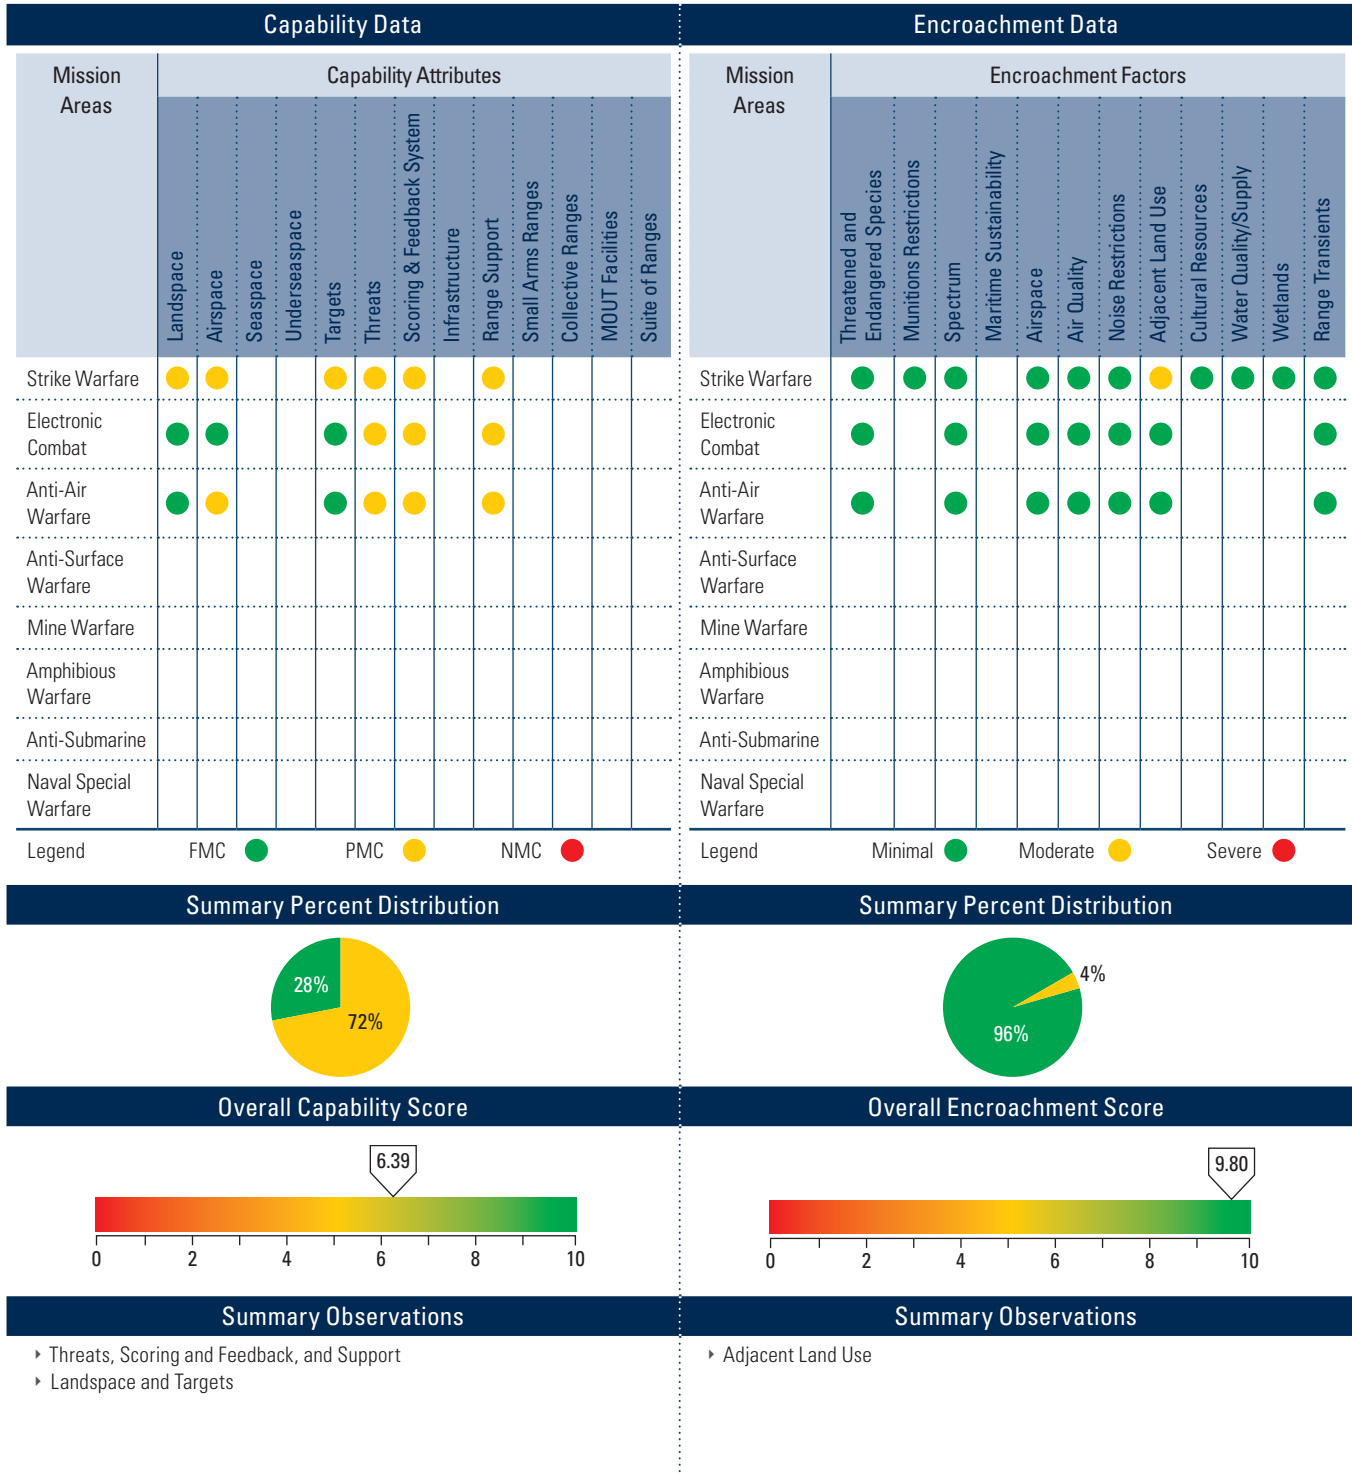 Capability Data
Mission
Areas
Capability Attributes
Landspace
Airspace
Seaspace
Underseaspace
Targets
Threats
Scoring & Feedback System
Infrastructure
Range Support
Small Arms Ranges
Collective Ranges
MOUT Facilities
Suite of Ranges
Strike Warfare
Electronic
Combat
Anti-Air
Warfare
Anti-Surface
Warfare
Mine Warfare
Amphibious
Warfare
Anti-Submarine
Naval Special
Warfare
Legend FMC PMC NMC
Summary Percent Distribution
28%
72%
Overall Capability Score
6.39
0 2 4 6 8 10
Summary Observations
‣ Threats, Scoring and Feedback, and Support
‣ Landspace and Targets
Encroachment Data
Mission
Areas
Encroachment Factors
Threatened and
Endangered Species
Munitions Restrictions
Spectrum
Maritime Sustainability
Airspace
Air Quality
Noise Restrictions
Adjacent Land Use
Cultural Resources
Water Quality/Supply
Wetlands
Range Transients
Strike Warfare
Electronic
Combat
Anti-Air
Warfare
Anti-Surface
Warfare
Mine Warfare
Amphibious
Warfare
Anti-Submarine
Naval Special
Warfare
Legend Minimal Moderate Severe
Summary Percent Distribution
4%
96%
Overall Encroachment Score
9.80
0 2 4 6 8 10
Summary Observations
‣ Adjacent Land Use